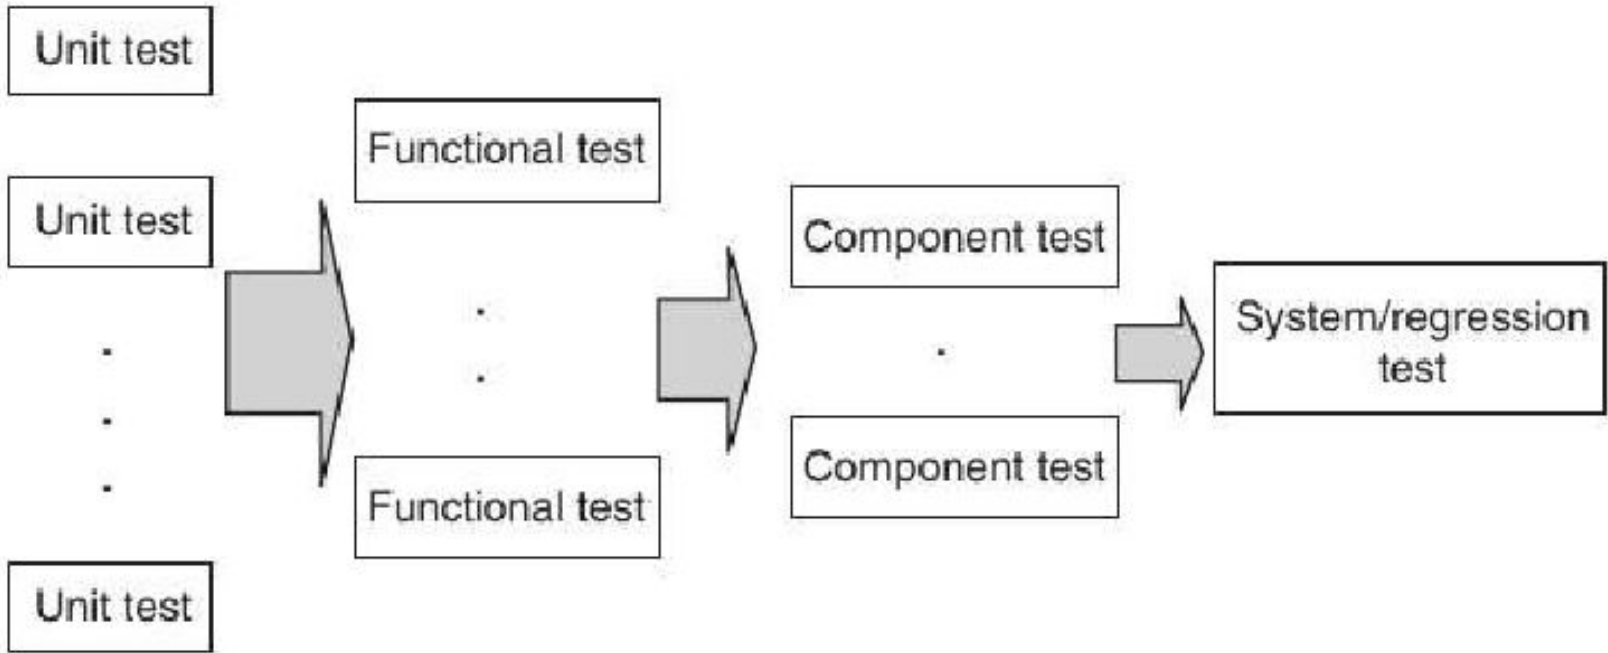 Unit test
Unit test
Unit test
Functional test
Functional test
Component test
Component test
System/regression
test